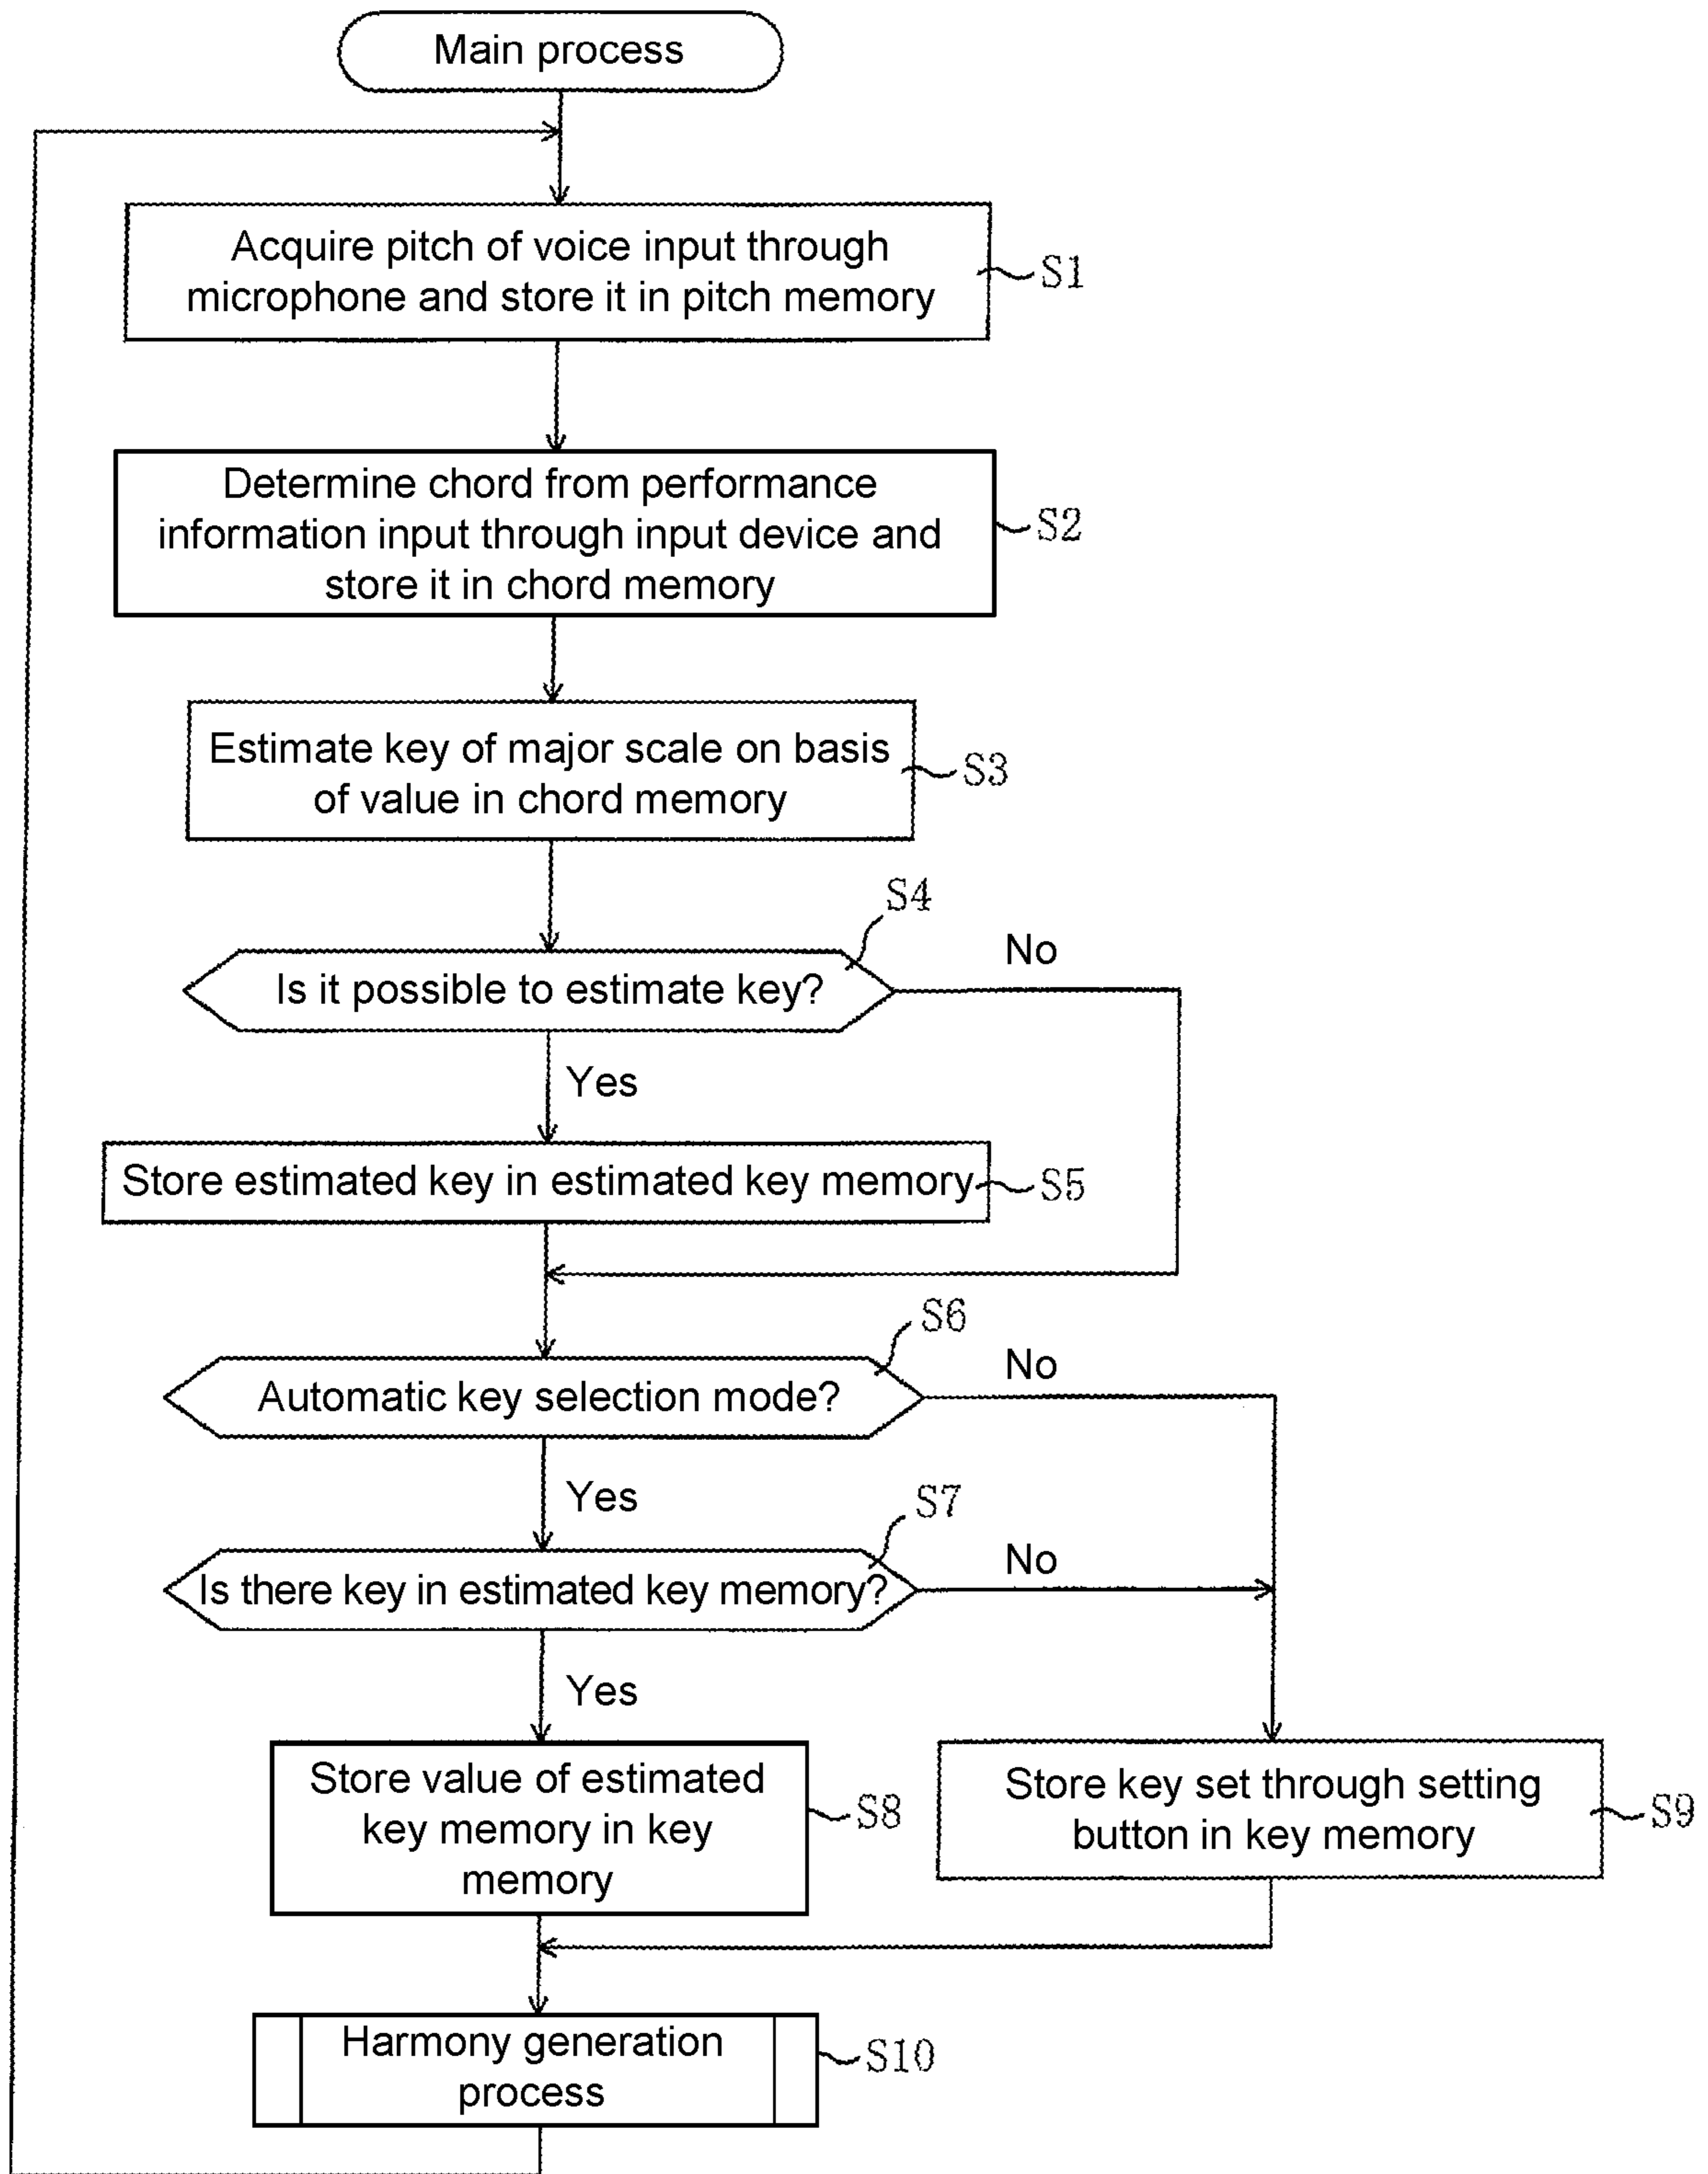 Main process
Acquire pitch of voice input through
microphone and store it in pitch memory
S1
Determine chord from performance
information input through input device and
store it in chord memory
S2
Estimate key of major scale on basis
of value in chord memory
S3
S4
Is it possible to estimate key?
No
Yes
Store estimated key in estimated key memory
S5
S6
Automatic key selection mode?
No
Yes
S7
Is there key in estimated key memory?
No
Yes
Store value of estimated
key memory in key
memory
S8
Store key set through setting
button in key memory
S9
Harmony generation
process
S10